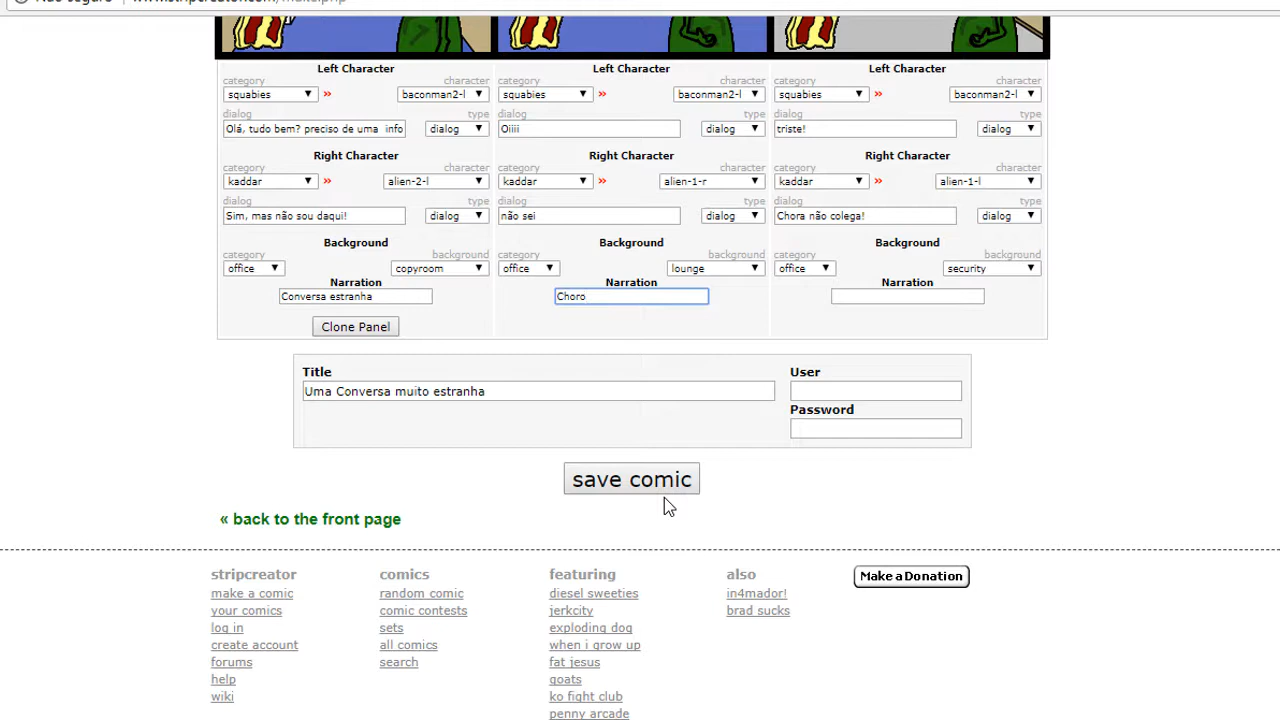 Left Character Left Character Left Character
category character category character category character
squabies » baconman2-l squabies » baconman2-l squabies » baconman2-l
dialog type dialog type dialog type
Olá, tudo bem? preciso de uma info dialog Oiiii dialog triste! dialog
Right Character Right Character Right Character
category character category character category character
kaddar » alien-2-l kaddar » alien-1-r kaddar » alien-1-l
dialog type dialog type dialog type
Sim, mas não sou daqui! dialog não sei dialog Chora não colega! dialog
Background Background Background
category background category background category background
office copyroom office lounge office security
Narration Narration Narration
Conversa estranha Choro
Clone Panel
Title User
Uma Conversa muito estranha
Password
save comic
« back to the front page
stripcreator comics featuring also Make a Donation
make a comic random comic diesel sweeties in4mador!
your comics comic contests jerkcity brad sucks
log in sets exploding dog
create account all comics when i grow up
forums search fat jesus
help goats
wiki ko fight club
penny arcade